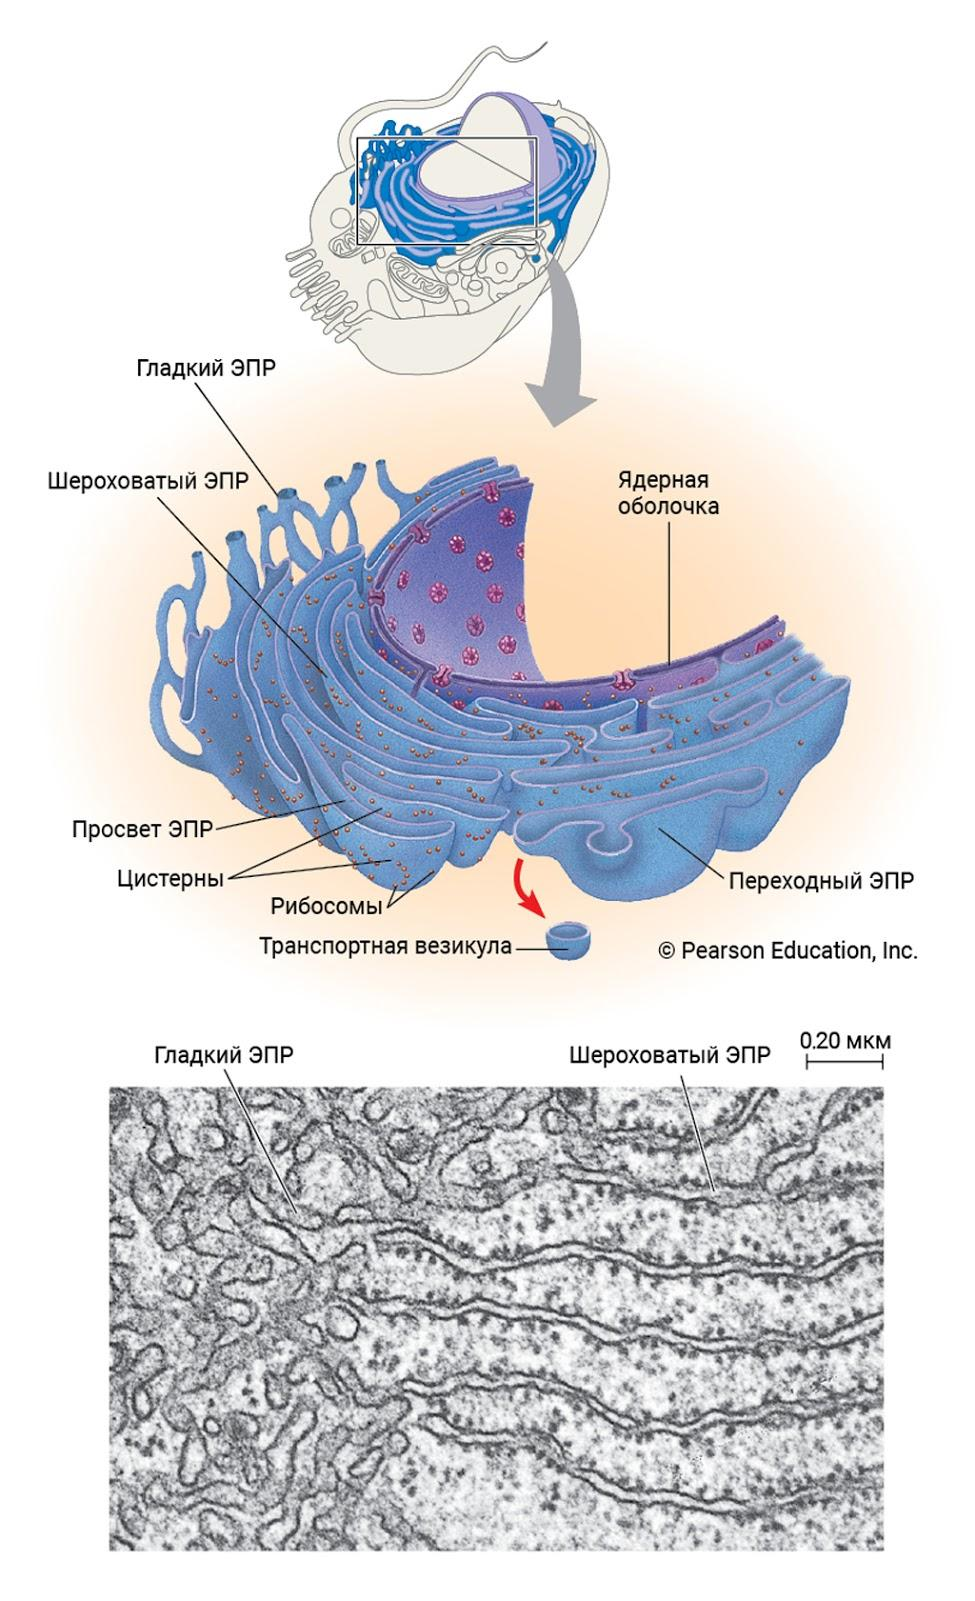 Гладкий ЭПР
Шероховатый ЭПР
Ядерная
оболочка
Просвет ЭПР
Цистерны
Рибосомы
Переходный ЭПР
Транспортная везикула
© Pearson Education, Inc.
0.20 мкм
Гладкий ЭПР
Шероховатый ЭПР